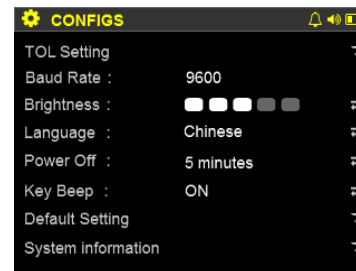 CONFIGS
TOL Setting
Baud Rate : 9600
Brightness :
Language : Chinese
Power Off : 5 minutes
Key Beep : ON
Default Setting
System information